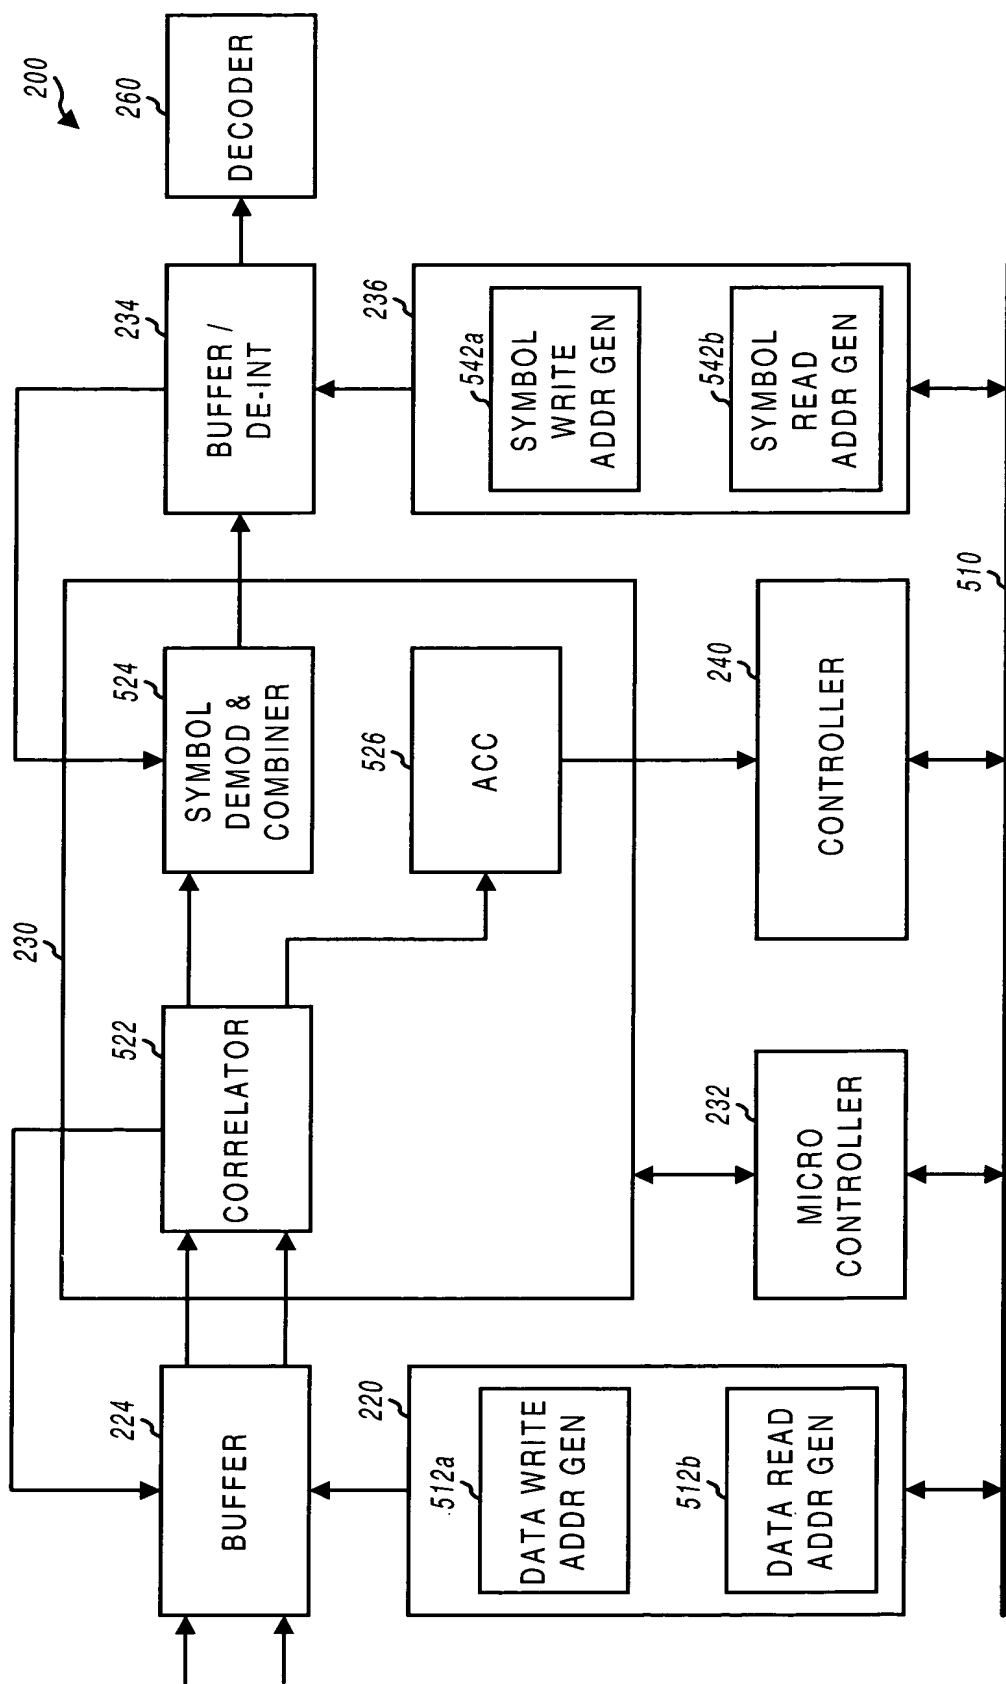 200
260
DECODER
234
BUFFER /
DE-INT
236
542a
SYMBOL
WRITE
ADDR GEN
542b
SYMBOL
READ
ADDR GEN
230
524
SYMBOL
DEMOD &
COMBINER
526
ACC
522
CORRELATOR
240
CONTROLLER
232
MICRO
CONTROLLER
224
BUFFER
220
512a
DATA WRITE
ADDR GEN
512b
DATA READ
ADDR GEN
510